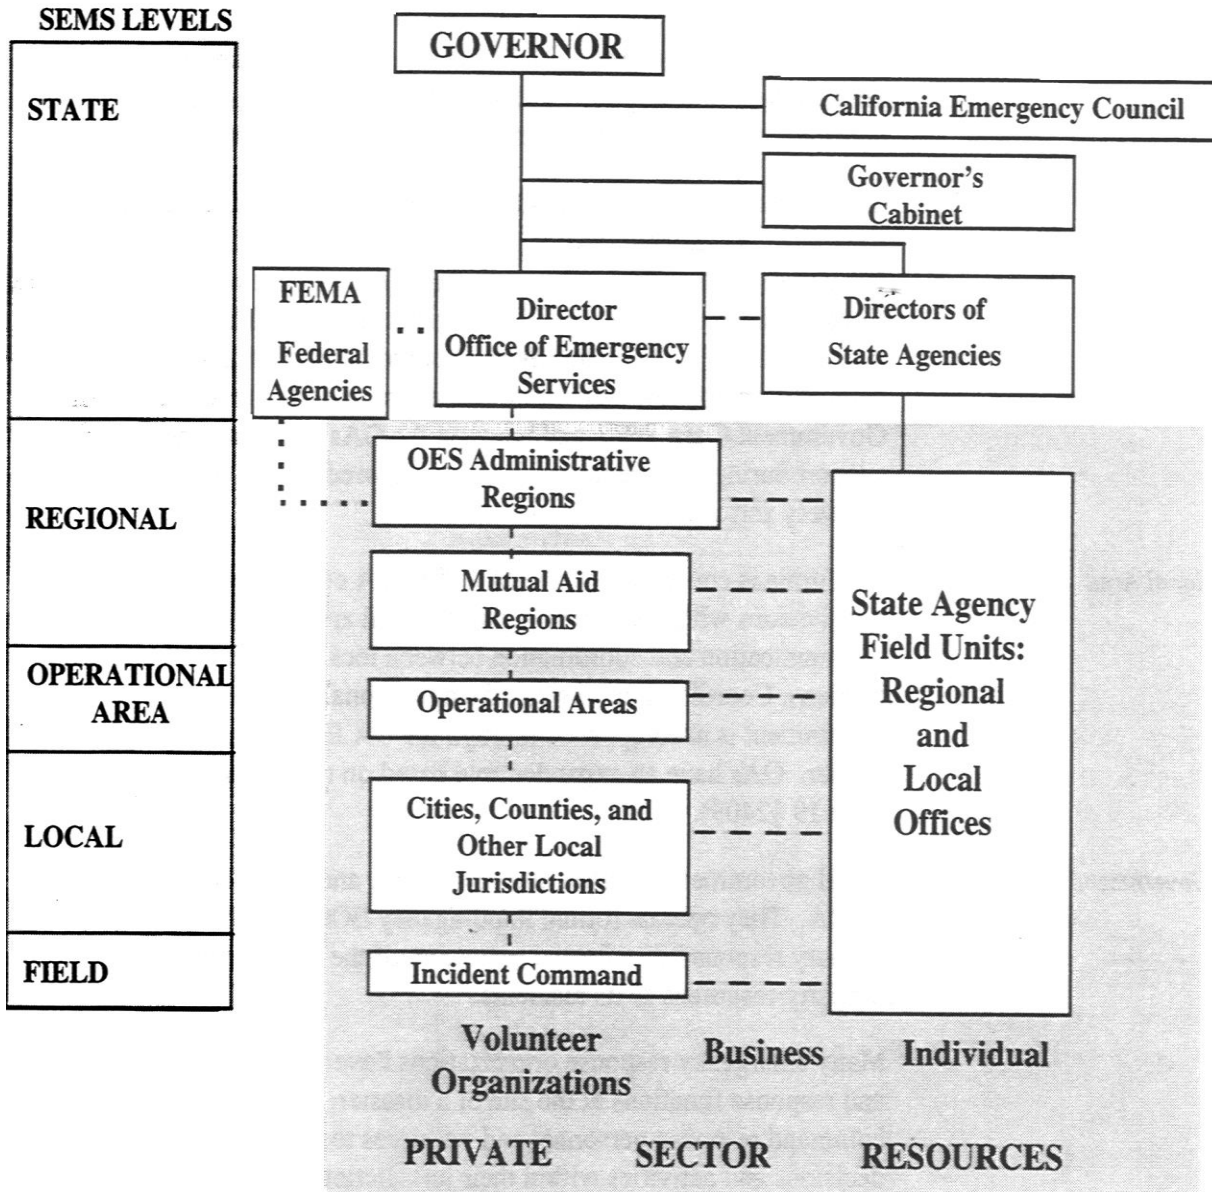 SEMS LEVELS
GOVERNOR
STATE
California Emergency Council
Governor's
Cabinet
FEMA
Federal
Agencies
Director
Office of Emergency
Services
Directors of
State Agencies
REGIONAL
OES Administrative
Regions
Mutual Aid
Regions
State Agency
Field Units:
Regional
and
Local
Offices
OPERATIONAL
AREA
Operational Areas
LOCAL
Cities, Counties, and
Other Local
Jurisdictions
FIELD
Incident Command
Volunteer
Organizations
Business
Individual
PRIVATE SECTOR RESOURCES